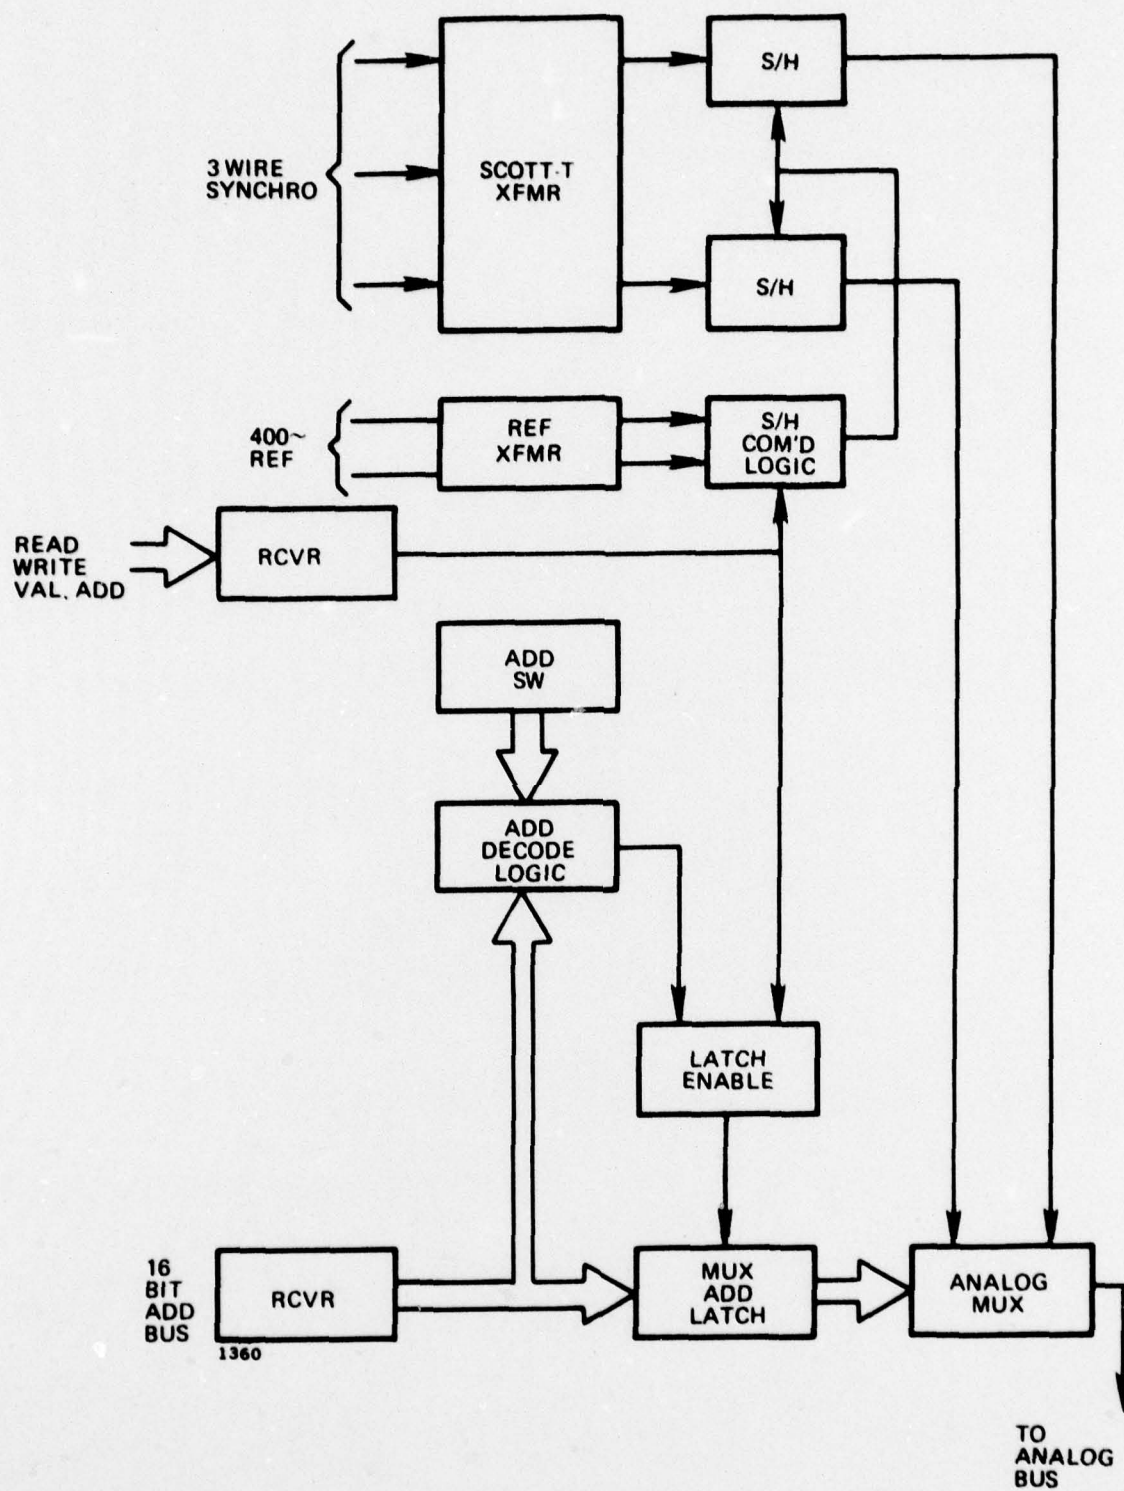 S/H
3 WIRE
SYNCHRO
SCOTT-T
XFMR
S/H
400~
REF
REF
XFMR
S/H
COM'D
LOGIC
READ
WRITE
VAL. ADD
RCVR
ADD
SW
ADD
DECODE
LOGIC
LATCH
ENABLE
16
BIT
ADD
BUS
RCVR
1360
MUX
ADD
LATCH
ANALOG
MUX
TO
ANALOG
BUS